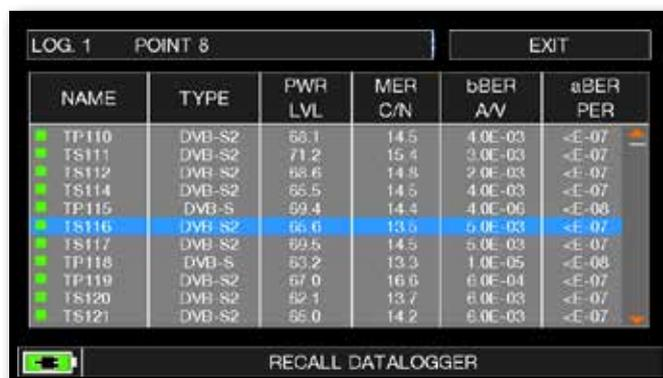 LOG. 1 POINT 8 EXIT
NAME TYPE PWR LVL MER C/N bBER A/V aBER PER
TP110 DVB-S2 68.1 14.5 4.0E-03 <E-07
TS111 DVB-S2 71.2 15.4 3.0E-03 <E-07
TS112 DVB-S2 68.6 14.8 2.0E-03 <E-07
TS114 DVB-S2 65.5 14.5 4.0E-03 <E-07
TP115 DVB-S 69.4 14.4 4.0E-06 <E-08
TS116 DVB-S2 13.5 5.0E-03 <E-07
TS117 DVB-S2 69.5 14.5 5.0E-03 <E-07
TP118 DVB-S 63.2 13.3 1.0E-05 <E-08
TP119 DVB-S2 67.0 16.6 6.0E-04 <E-07
TS120 DVB-S2 62.1 13.7 6.0E-03 <E-07
TS121 DVB-S2 65.0 14.2 6.0E-03 <E-07
RECALL DATALOGGER